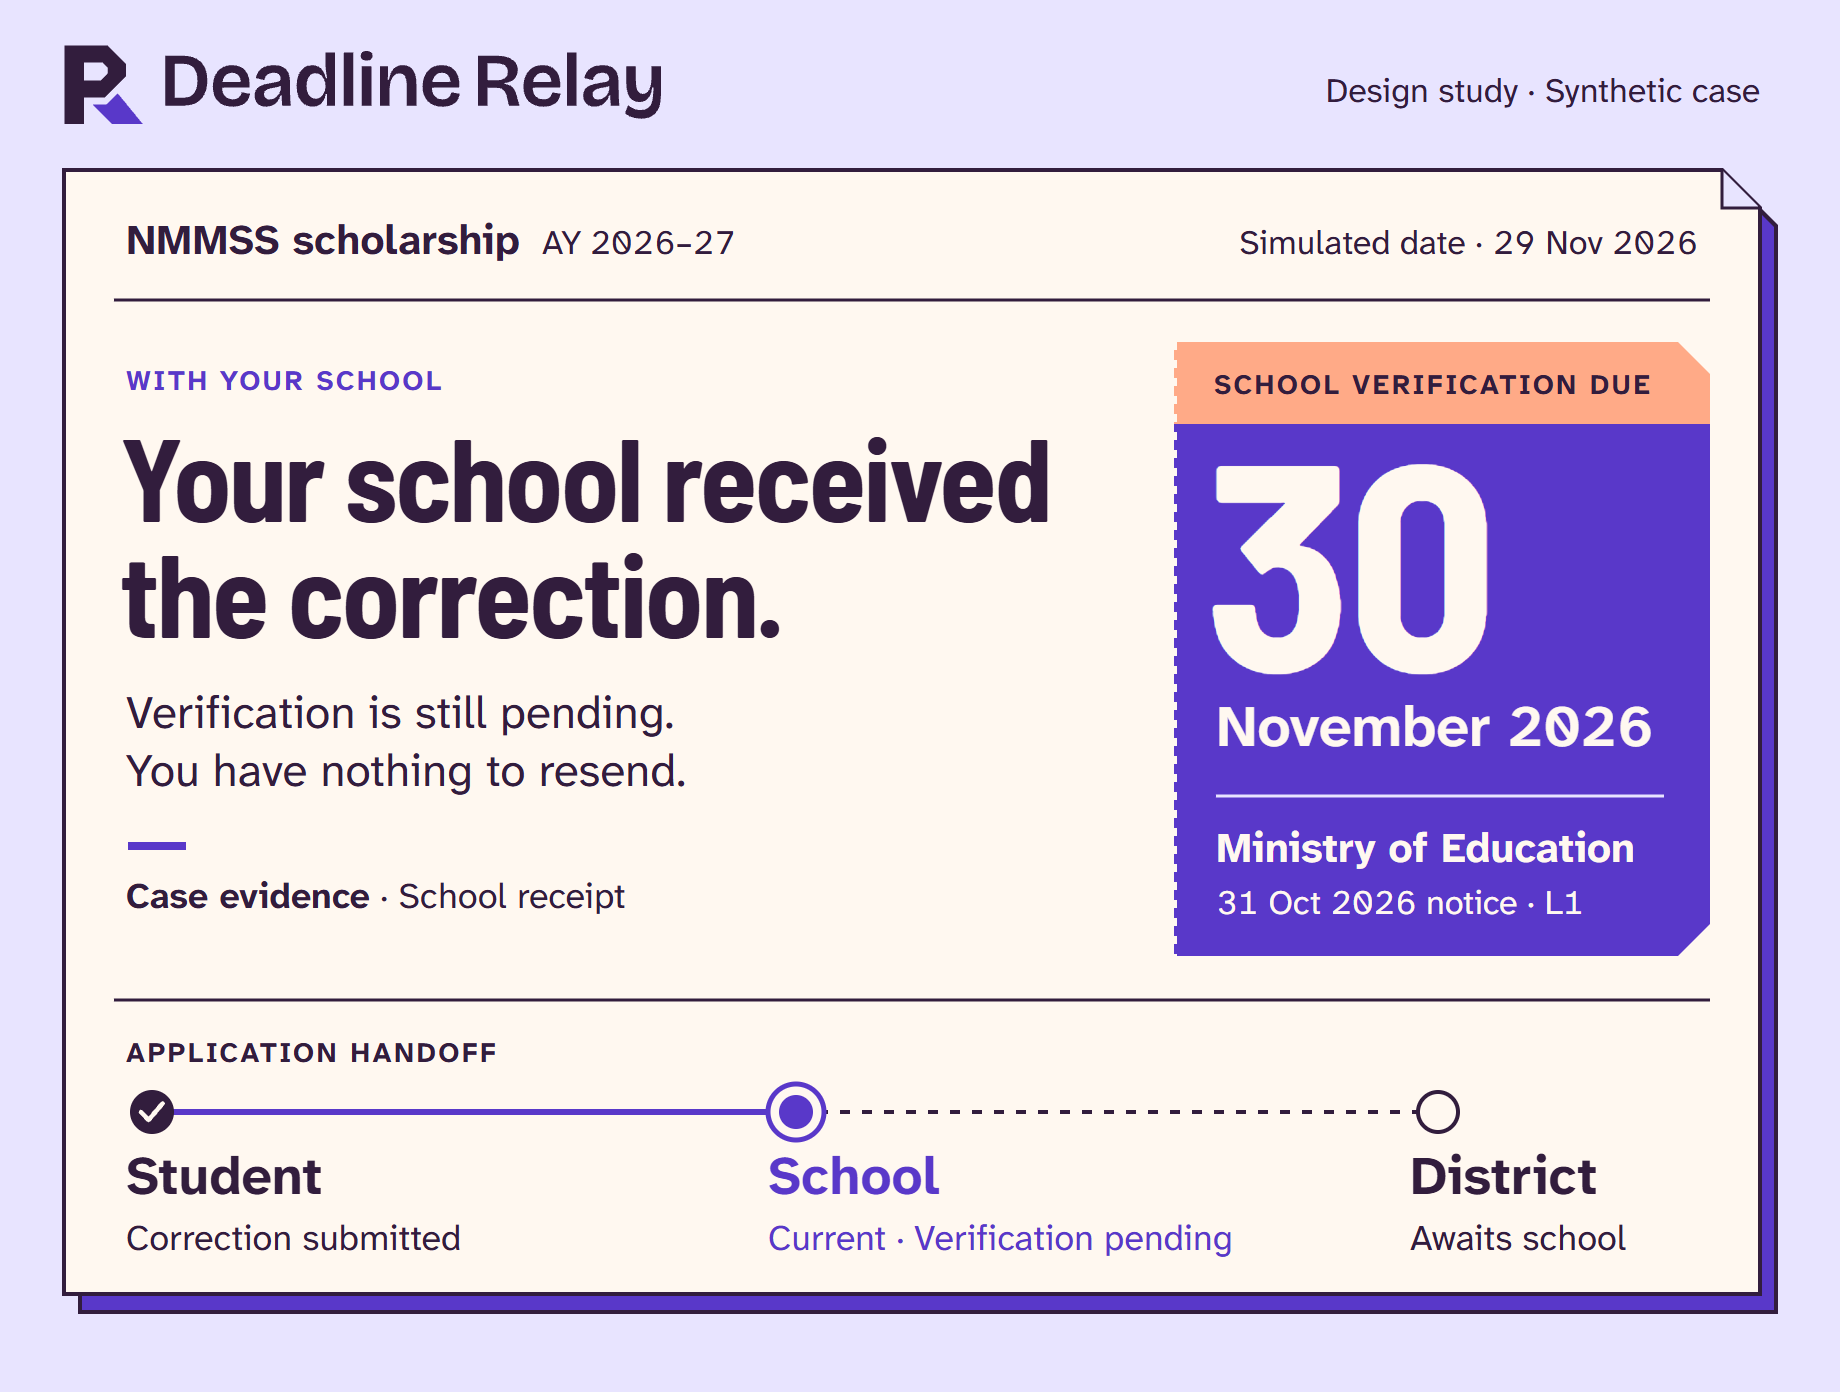 Deadline Relay
Design study · Synthetic case
NMMSS scholarship AY 2026–27
Simulated date · 29 Nov 2026
WITH YOUR SCHOOL
Your school received
the correction.
Verification is still pending.
You have nothing to resend.
Case evidence · School receipt
SCHOOL VERIFICATION DUE
30
November 2026
Ministry of Education
31 Oct 2026 notice · L1
APPLICATION HANDOFF
Student
Correction submitted
School
Current · Verification pending
District
Awaits school